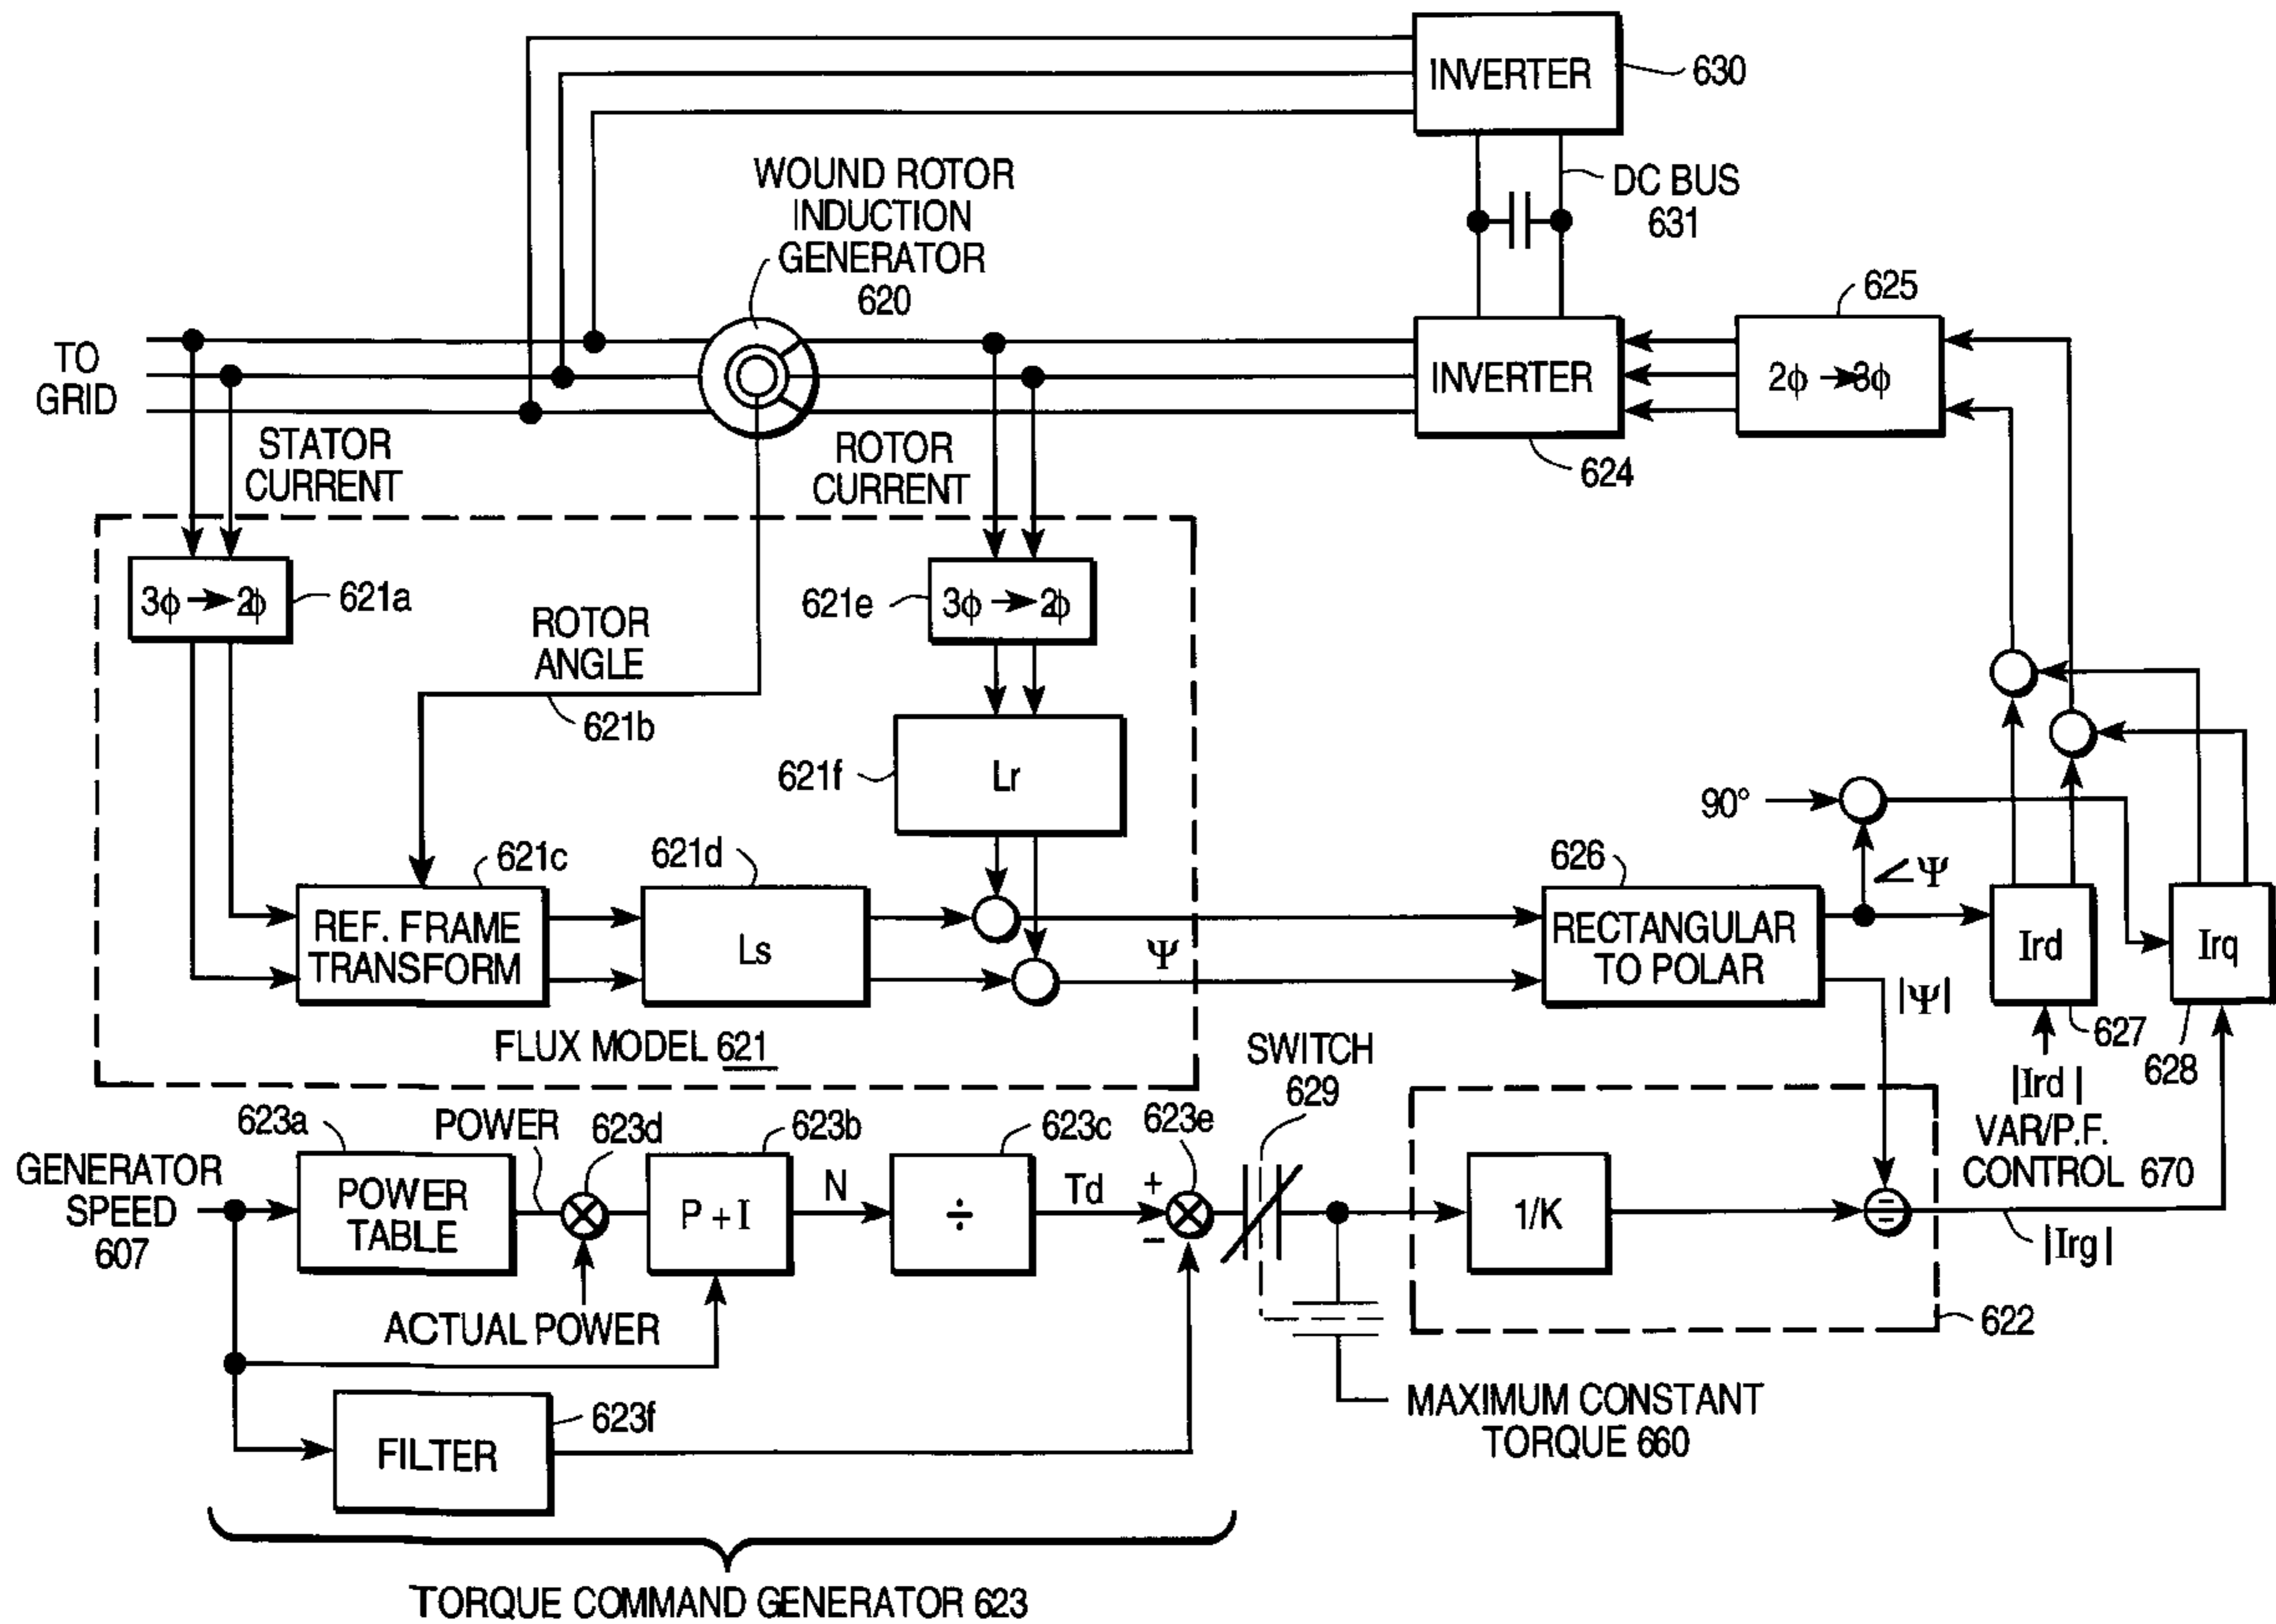 INVERTER
630
DC BUS
631
WOUND ROTOR
INDUCTION
GENERATOR
620
625
TO
GRID
INVERTER
2ϕ → 3ϕ
624
STATOR
CURRENT
ROTOR
CURRENT
3ϕ → 2ϕ
621a
621e
3ϕ → 2ϕ
ROTOR
ANGLE
621b
621f
Lr
90°
621c
621d
626
∠Ψ
REF. FRAME
TRANSFORM
Ls
Ψ
RECTANGULAR
TO POLAR
Ird
Irq
|Ψ|
627
628
FLUX MODEL 621
SWITCH
629
|Ird|
VAR/P.F.
CONTROL 670
623a
POWER
623d
623b
623c
623e
GENERATOR
SPEED
607
POWER
TABLE
P + I
N
÷
Td
+
−
1/K
÷
|Irg|
ACTUAL POWER
622
623f
FILTER
MAXIMUM CONSTANT
TORQUE 660
TORQUE COMMAND GENERATOR 623